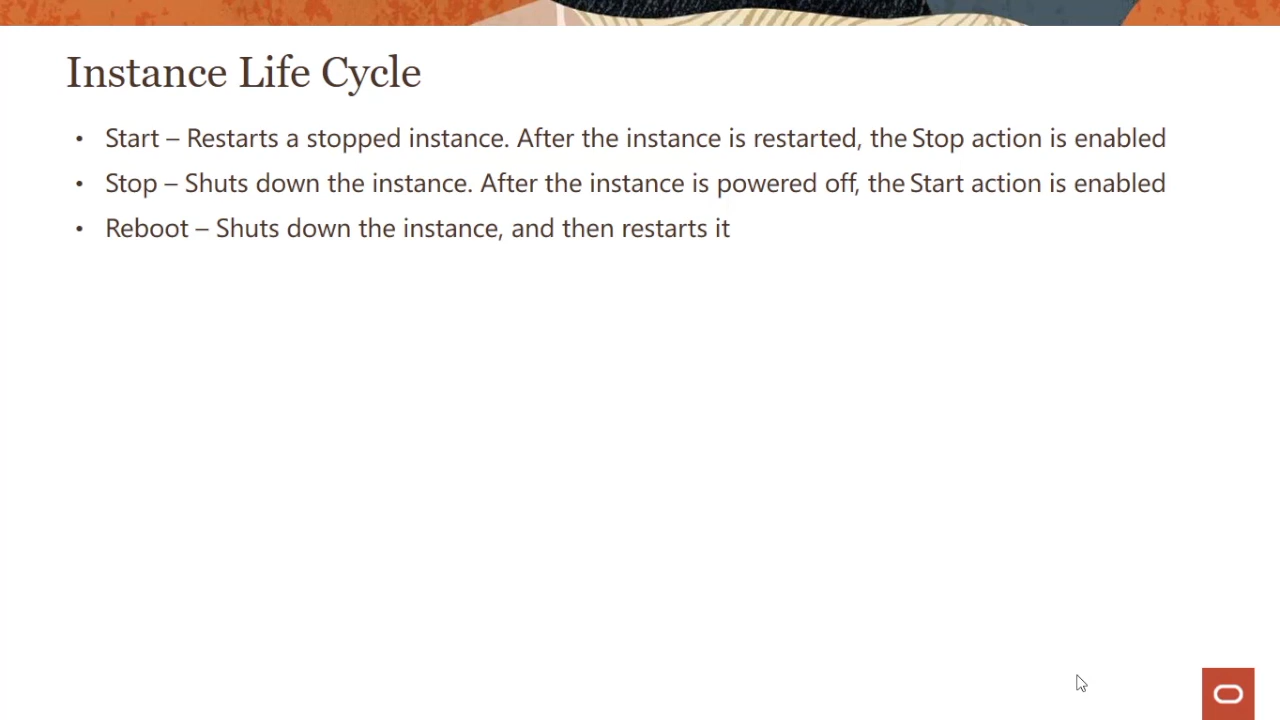 Instance Life Cycle
• Start – Restarts a stopped instance. After the instance is restarted, the Stop action is enabled
• Stop – Shuts down the instance. After the instance is powered off, the Start action is enabled
• Reboot – Shuts down the instance, and then restarts it